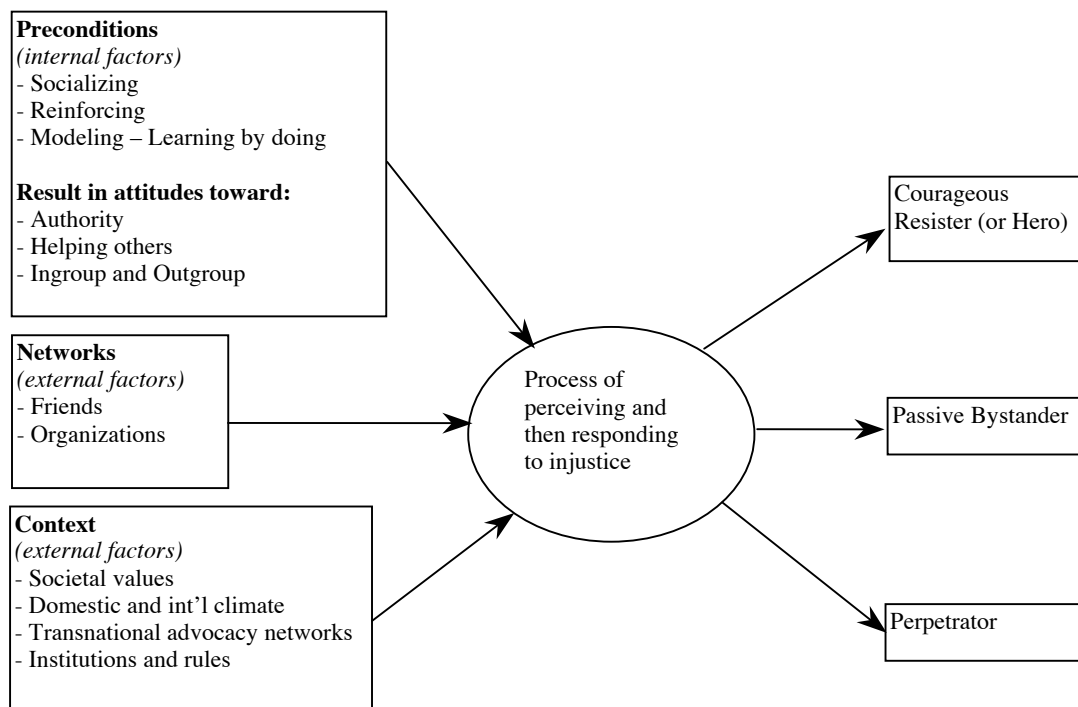 Preconditions
(internal factors)
- Socializing
- Reinforcing
- Modeling – Learning by doing
Result in attitudes toward:
- Authority
- Helping others
- Ingroup and Outgroup
Networks
(external factors)
- Friends
- Organizations
Context
(external factors)
- Societal values
- Domestic and int'l climate
- Transnational advocacy networks
- Institutions and rules
Process of
perceiving and
then responding
to injustice
Courageous
Resister (or Hero)
Passive Bystander
Perpetrator